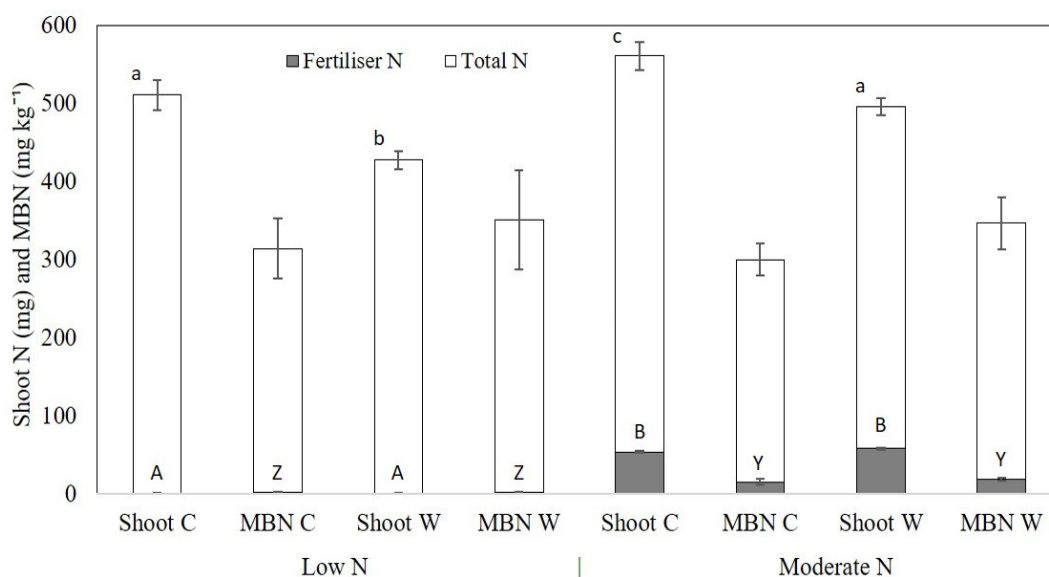 Shoot N (mg) and MBN (mg kg⁻¹)
600
500
400
300
200
100
0
Fertiliser N Total N
a b c a
A Z A Z B Y B Y
Shoot C MBN C Shoot W MBN W Shoot C MBN C Shoot W MBN W
Low N | Moderate N